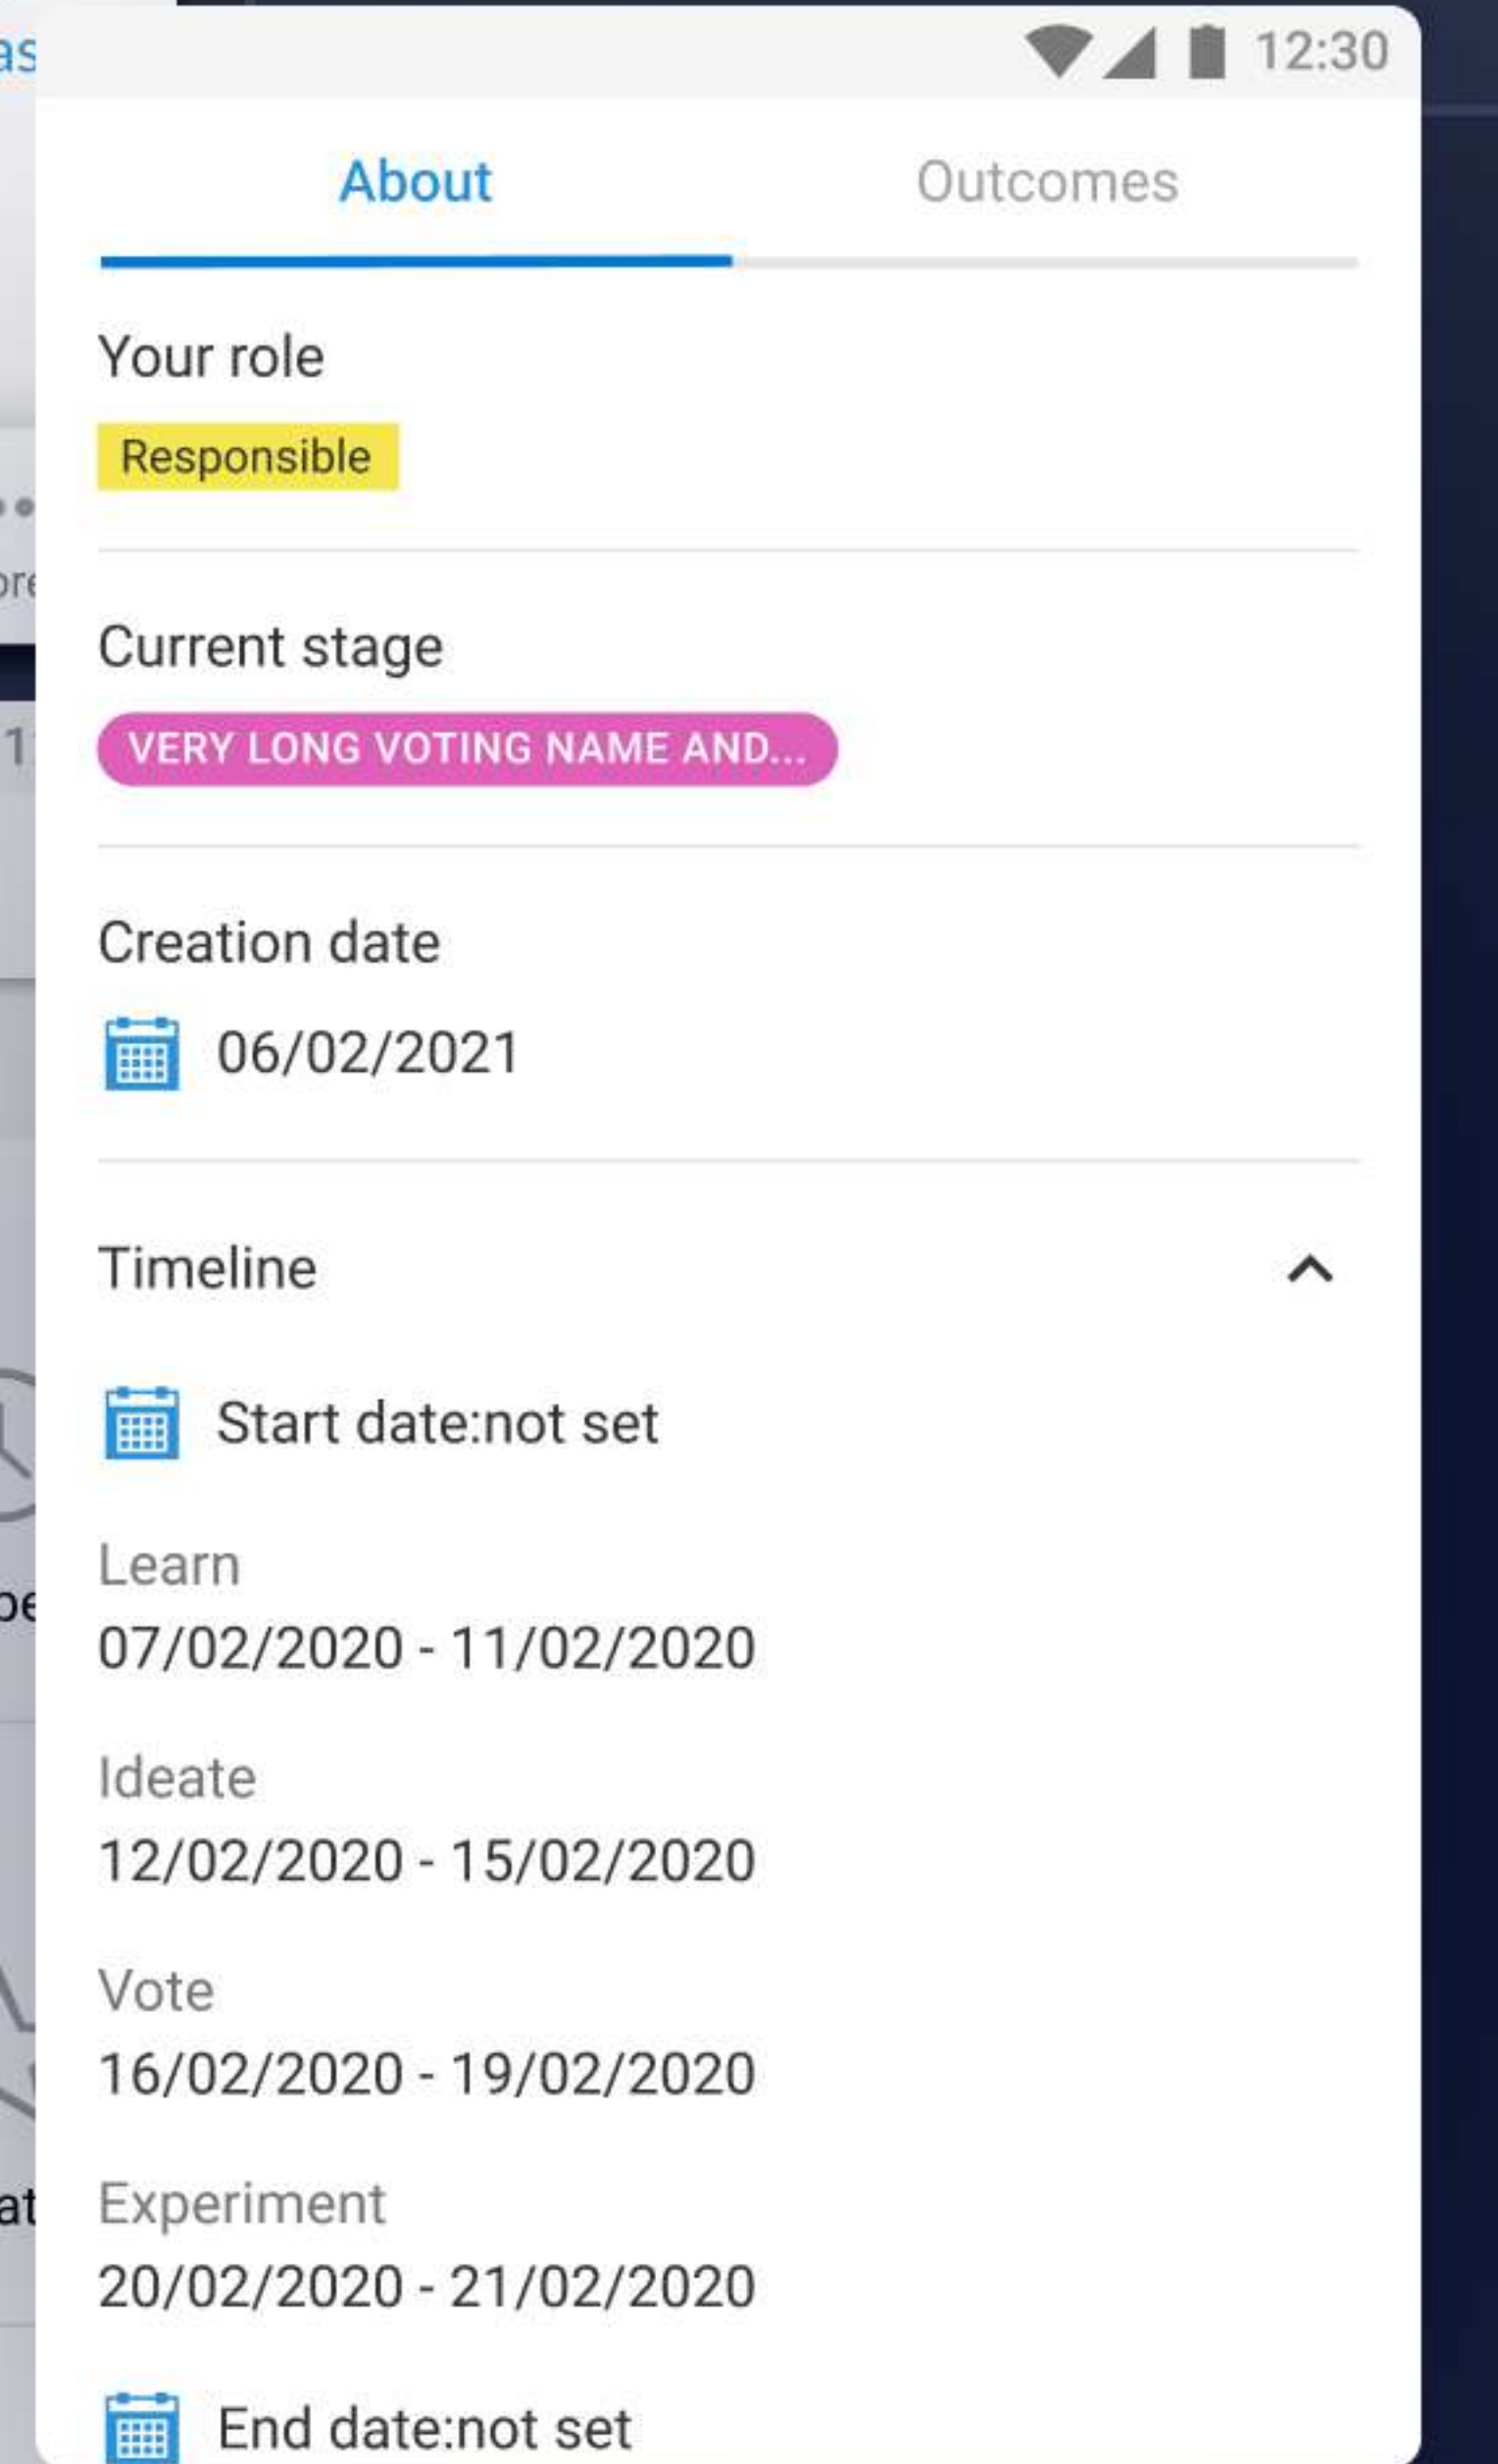 12:30
About
Outcomes
Your role
Responsible
Current stage
VERY LONG VOTING NAME AND...
Creation date
06/02/2021
Timeline
Start date:not set
Learn
07/02/2020 - 11/02/2020
Ideate
12/02/2020 - 15/02/2020
Vote
16/02/2020 - 19/02/2020
Experiment
20/02/2020 - 21/02/2020
End date:not set